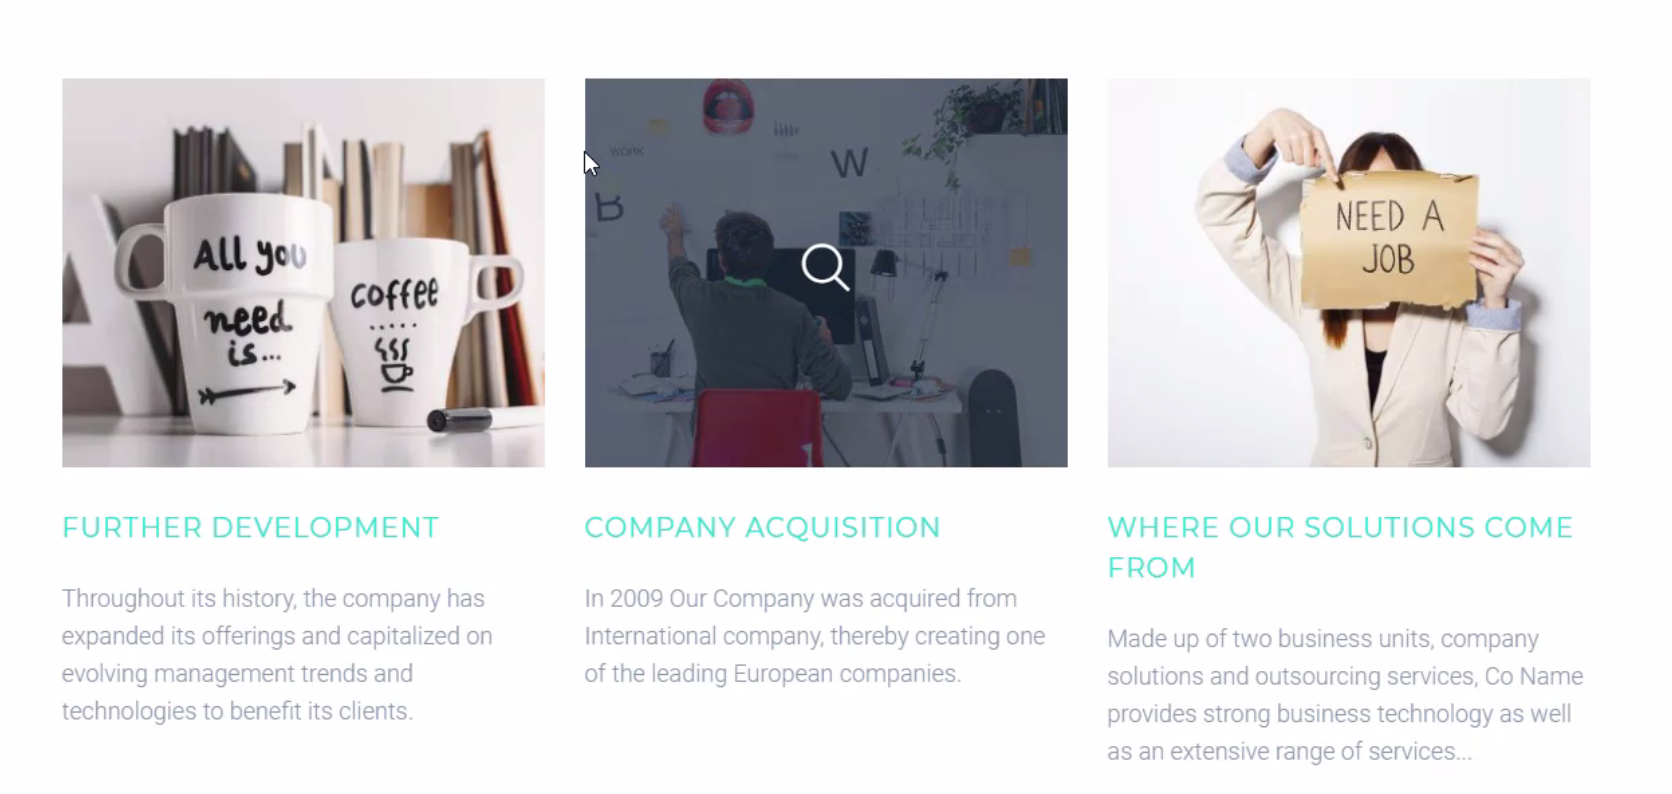 All you
need
is...
coffee
WORK
W
B
NEED A
JOB
FURTHER DEVELOPMENT
Throughout its history, the company has
expanded its offerings and capitalized on
evolving management trends and
technologies to benefit its clients.
COMPANY ACQUISITION
In 2009 Our Company was acquired from
International company, thereby creating one
of the leading European companies.
WHERE OUR SOLUTIONS COME
FROM
Made up of two business units, company
solutions and outsourcing services, Co Name
provides strong business technology as well
as an extensive range of services...